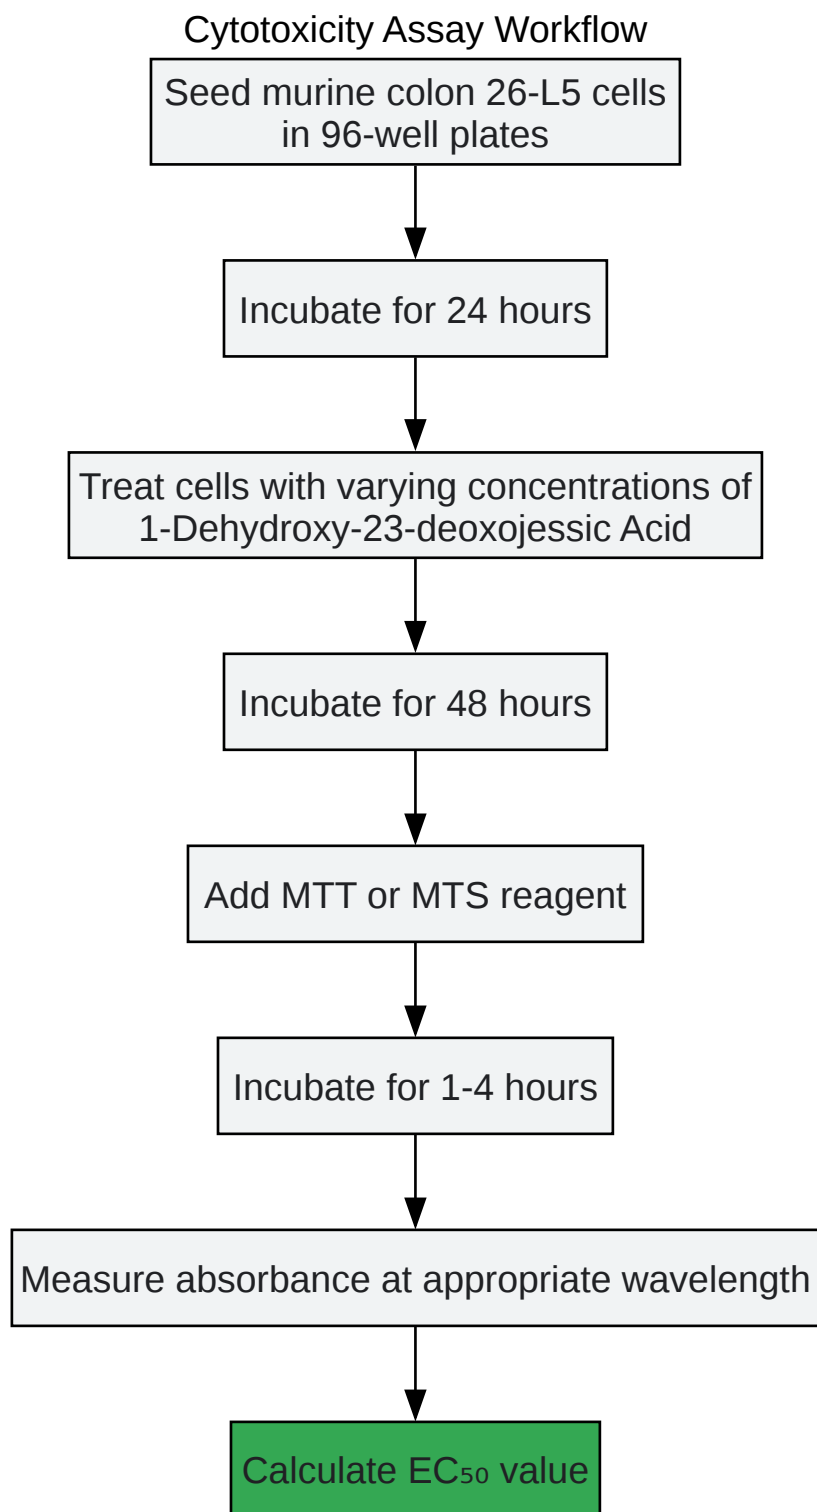 Cytotoxicity Assay Workflow
Seed murine colon 26-L5 cells
in 96-well plates
Incubate for 24 hours
Treat cells with varying concentrations of
1-Dehydroxy-23-deoxojessic Acid
Incubate for 48 hours
Add MTT or MTS reagent
Incubate for 1-4 hours
Measure absorbance at appropriate wavelength
Calculate EC₅₀ value